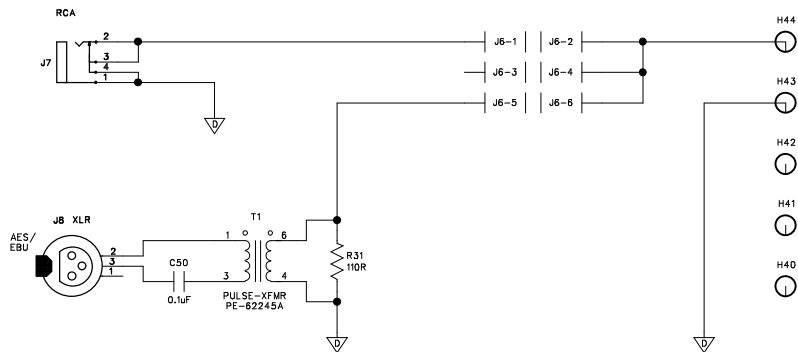 RCA
H44
2
J6-1
J6-2
3
J7
4
J6-3
J6-4
1
H43
J6-5
J6-6
D
H42
J8 XLR
T1
H41
AES/
EBU
2
1
6
3
C50
R31
1
110R
H40
3
4
0.1uF
PULSE-XFMR
PE-62245A
D
D